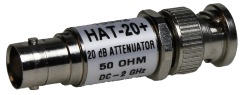 HAT-20+
20 dB ATTENUATOR
50 OHM
DC-2 GHz